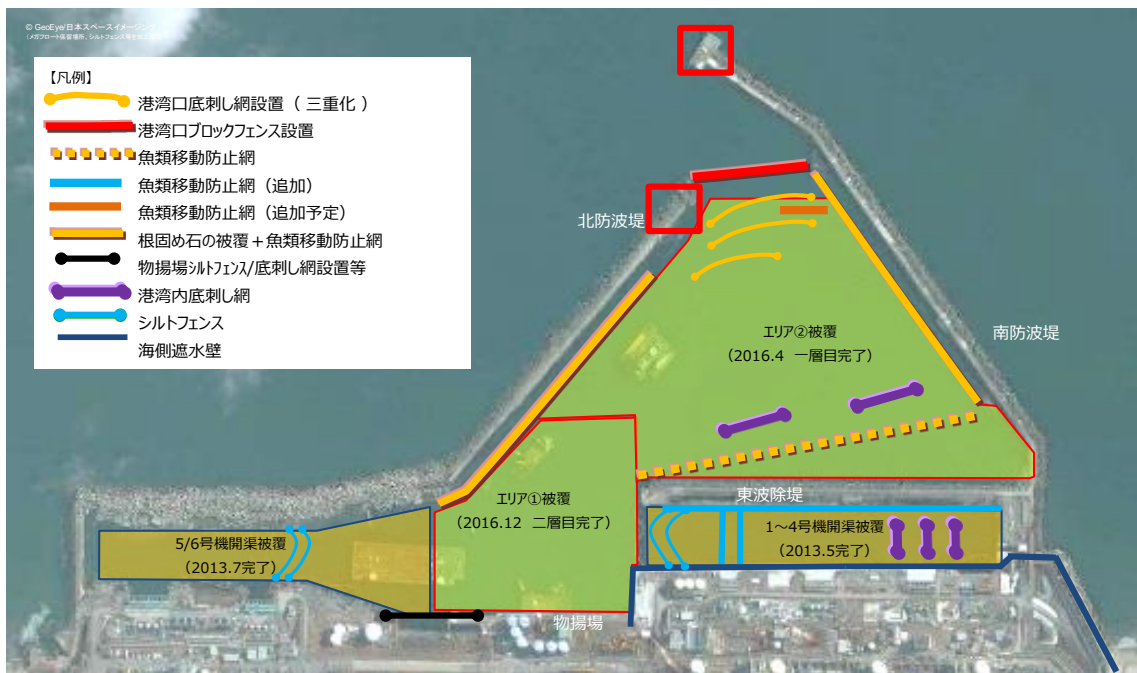 © GeoEye/日本スペースイメージング
【凡例】
港湾口底刺し網設置（三重化）
港湾口ブロックフェンス設置
魚類移動防止網
魚類移動防止網（追加）
魚類移動防止網（追加予定）
根固め石の被覆＋魚類移動防止網
物揚場ｼﾙﾄﾌｪﾝｽ/底刺し網設置等
港湾内底刺し網
シルトフェンス
海側遮水壁
北防波堤
南防波堤
エリア②被覆
（2016.4 一層目完了）
エリア①被覆
（2016.12 二層目完了）
東波除堤
1～4号機開渠被覆
（2013.5完了）
5/6号機開渠被覆
（2013.7完了）
物揚場